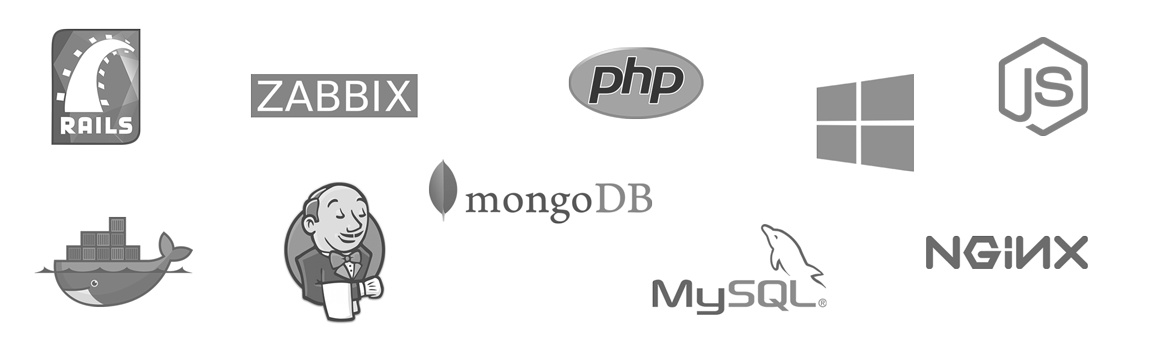 RAILS
ZABBIX
php
JS
mongoDB
MySQL®
NGiNX